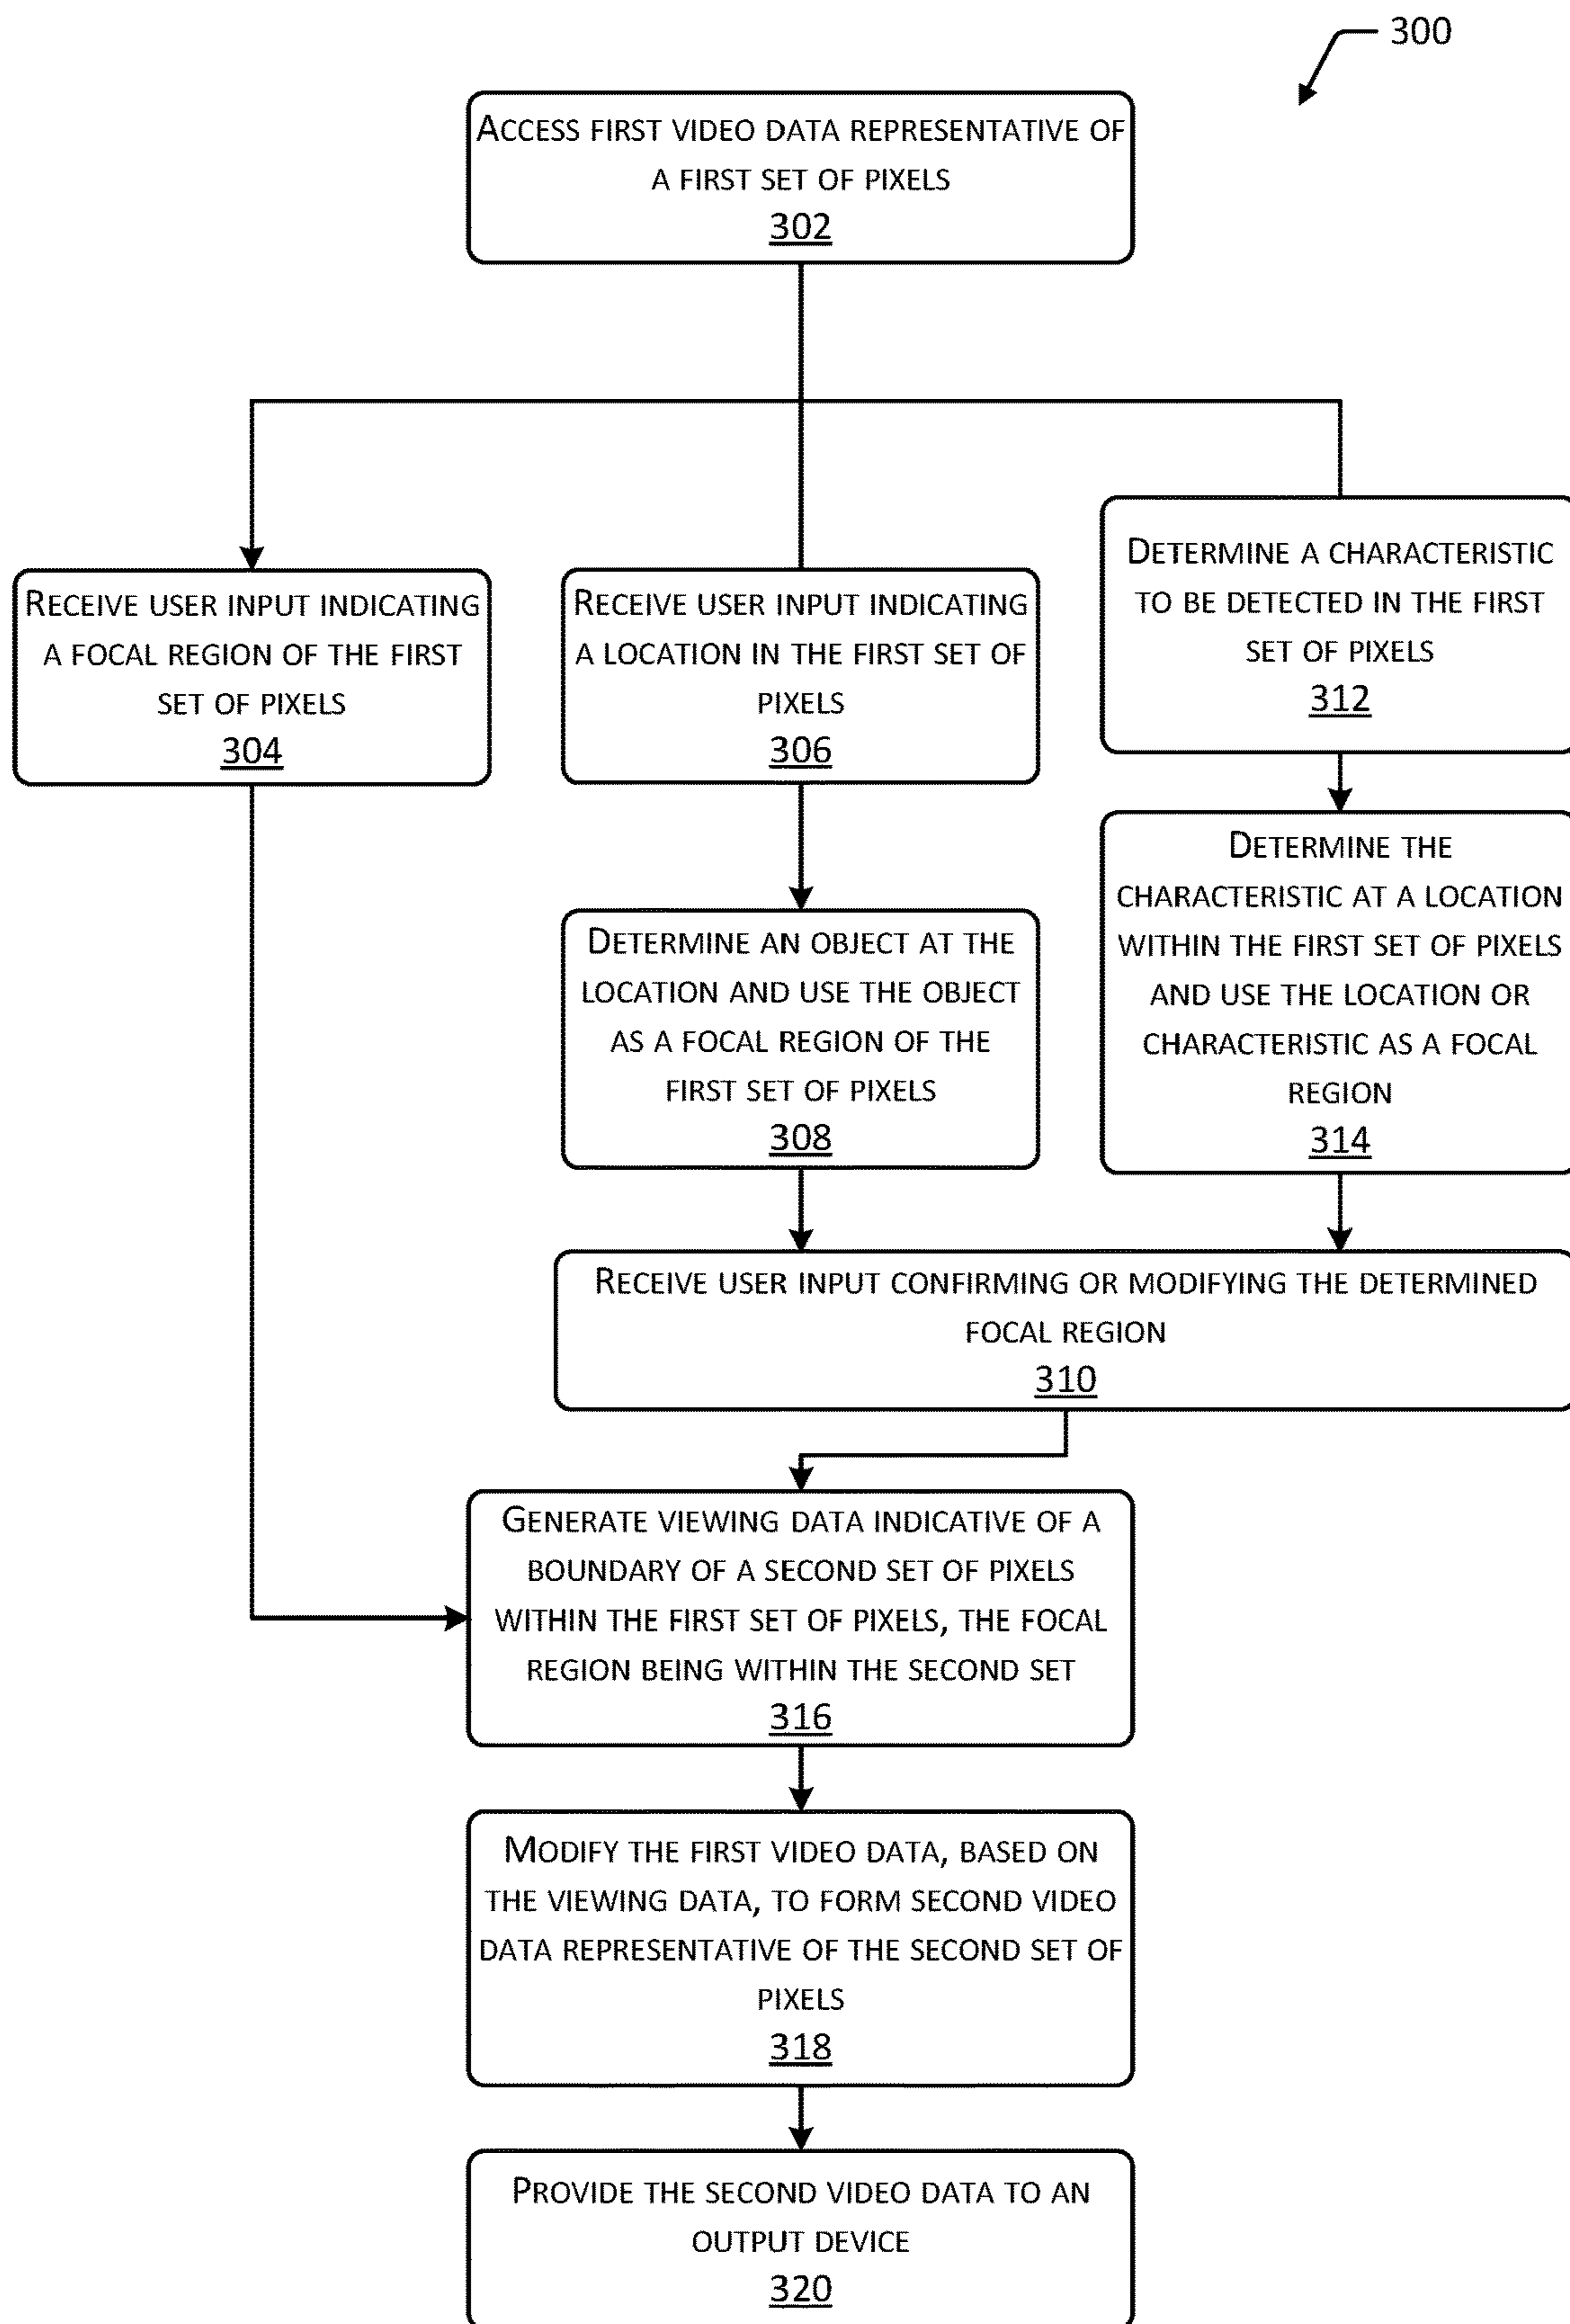 300
ACCESS FIRST VIDEO DATA REPRESENTATIVE OF
A FIRST SET OF PIXELS
302
RECEIVE USER INPUT INDICATING
A FOCAL REGION OF THE FIRST
SET OF PIXELS
304
RECEIVE USER INPUT INDICATING
A LOCATION IN THE FIRST SET OF
PIXELS
306
DETERMINE A CHARACTERISTIC
TO BE DETECTED IN THE FIRST
SET OF PIXELS
312
DETERMINE AN OBJECT AT THE
LOCATION AND USE THE OBJECT
AS A FOCAL REGION OF THE
FIRST SET OF PIXELS
308
DETERMINE THE
CHARACTERISTIC AT A LOCATION
WITHIN THE FIRST SET OF PIXELS
AND USE THE LOCATION OR
CHARACTERISTIC AS A FOCAL
REGION
314
RECEIVE USER INPUT CONFIRMING OR MODIFYING THE DETERMINED
FOCAL REGION
310
GENERATE VIEWING DATA INDICATIVE OF A
BOUNDARY OF A SECOND SET OF PIXELS
WITHIN THE FIRST SET OF PIXELS, THE FOCAL
REGION BEING WITHIN THE SECOND SET
316
MODIFY THE FIRST VIDEO DATA, BASED ON
THE VIEWING DATA, TO FORM SECOND VIDEO
DATA REPRESENTATIVE OF THE SECOND SET OF
PIXELS
318
PROVIDE THE SECOND VIDEO DATA TO AN
OUTPUT DEVICE
320